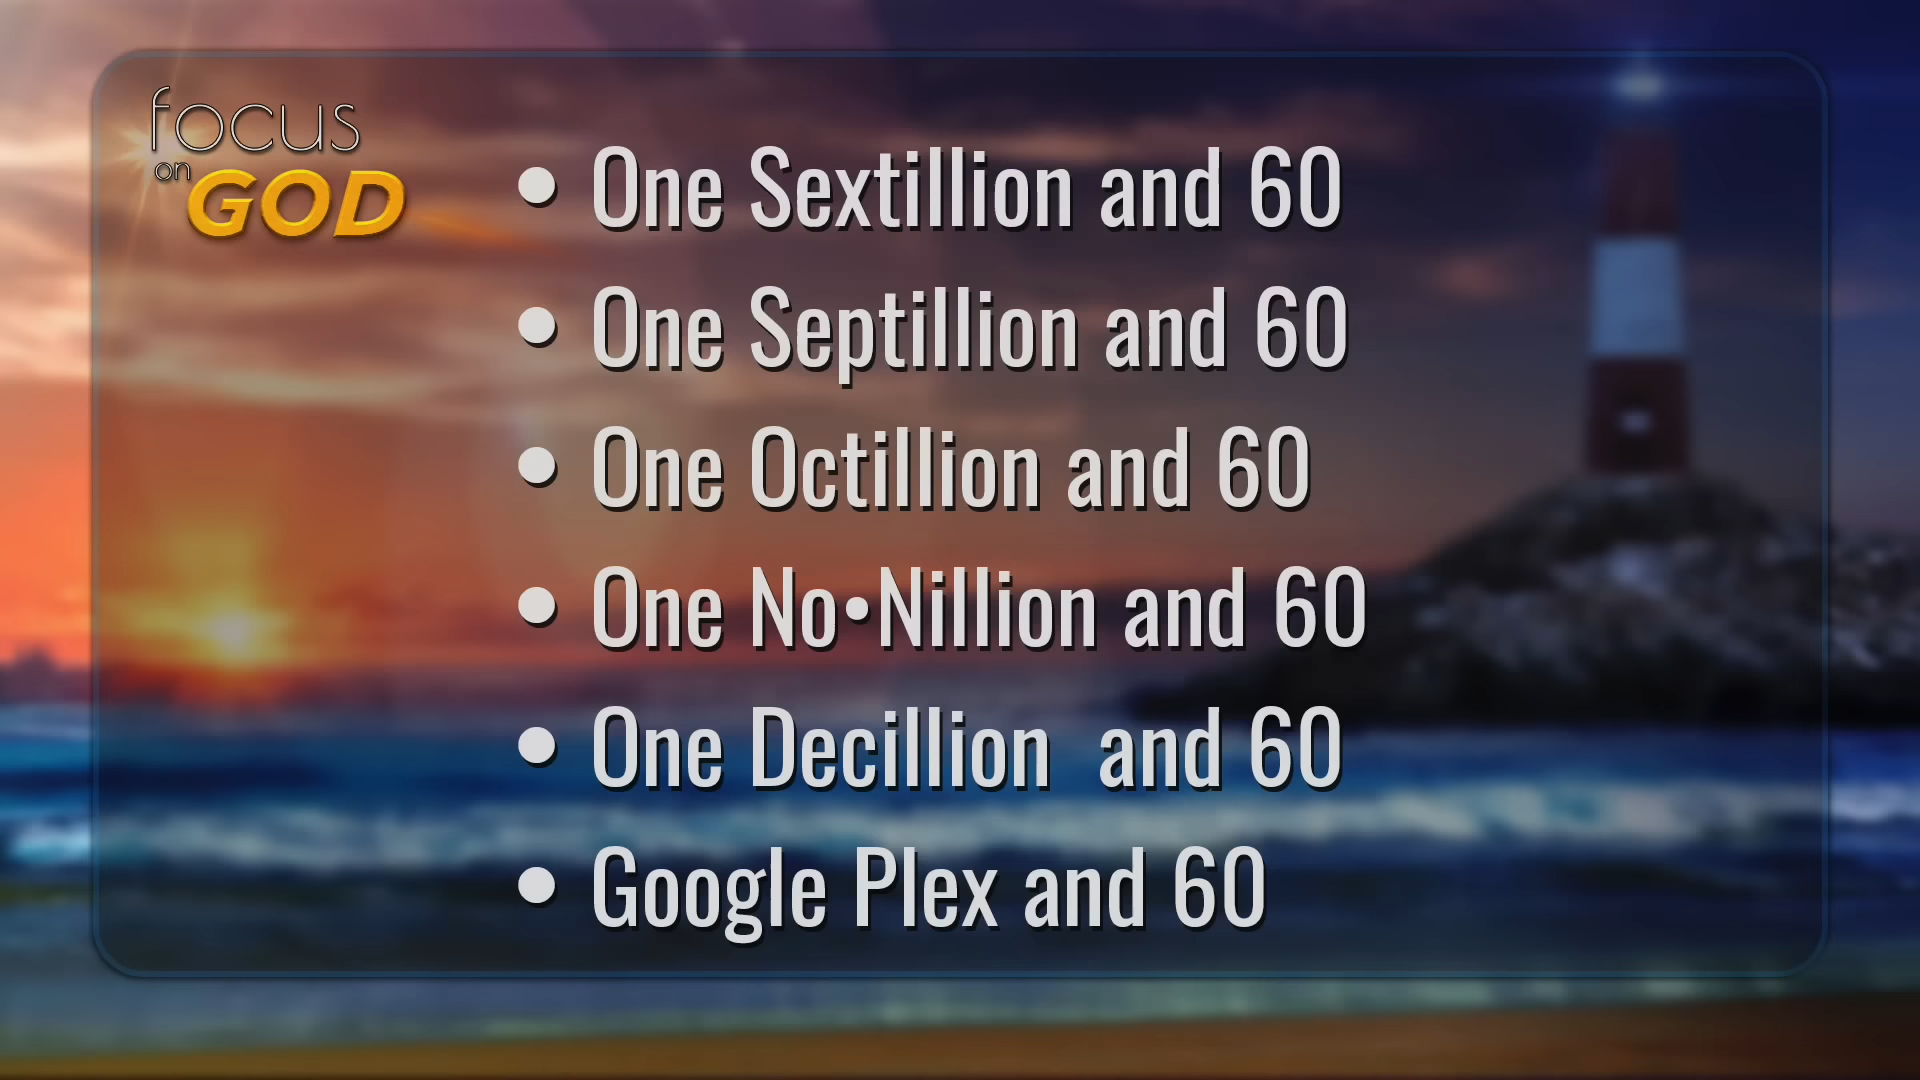 focus
on
GOD
• One Sextillion and 60
• One Septillion and 60
• One Octillion and 60
• One No•Nillion and 60
• One Decillion  and 60
• Google Plex and 60